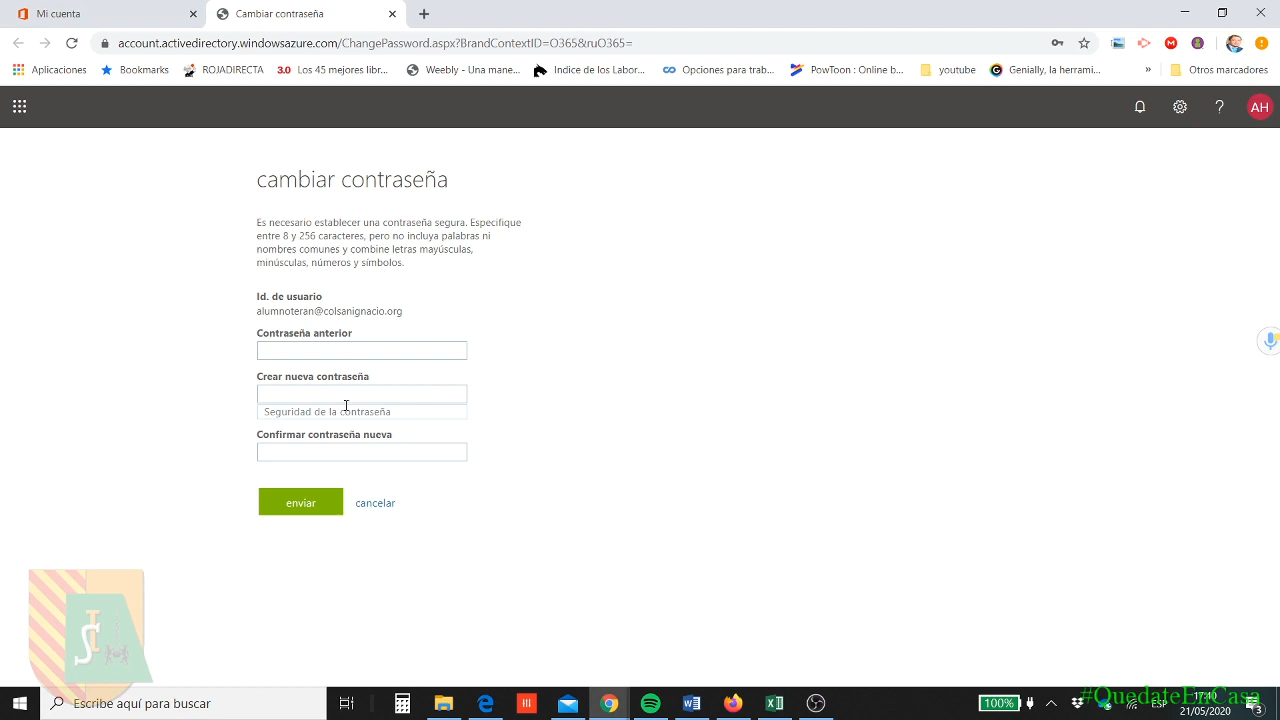 Mi cuenta
Cambiar contraseña
account.activedirectory.windowsazure.com/ChangePassword.aspx?BrandContextID=O365&ruO365=
Aplicaciones
Bookmarks
ROJADIRECTA
3.0 Los 45 mejores libr...
Weebly - Una mane...
Indice de los Labor...
Opciones para trab...
PowToon : Online b...
youtube
Genially, la herrami...
»
Otros marcadores
AH
cambiar contraseña
Es necesario establecer una contraseña segura. Especifique
entre 8 y 256 caracteres, pero no incluya palabras ni
nombres comunes y combine letras mayúsculas,
minúsculas, números y símbolos.
Id. de usuario
alumnoteran@colsanignacio.org
Contraseña anterior
Crear nueva contraseña
Seguridad de la contraseña
Confirmar contraseña nueva
enviar
cancelar
Escribe aquí para buscar
100%
ESP
17:10
#QuedateEnCasa
21/05/2020
3